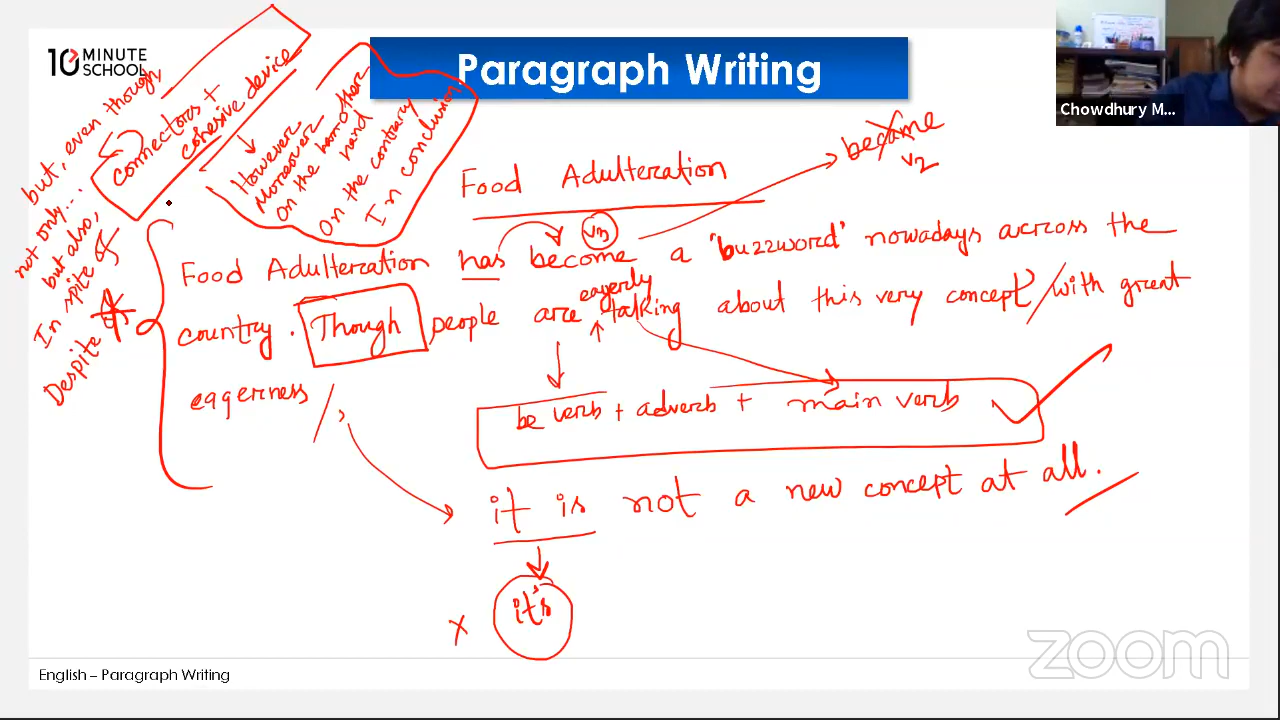 10 MINUTE
SCHOOL
Paragraph Writing
Chowdhury M...
but, even though
not only..
but also,
In spite of
Despite
connectors +
cohesive device
However
Moreover
On the other
hand
On the contrary
In conclusion
became
v2
Food Adulteration
v3
Food Adulteration has become a 'buzzword' nowadays across the
eagerly
country. Though people are talking about this very concept / with great
eagerness / ,
be verb + adverb + main verb
it is not a new concept at all.
it's
x
zoom
English – Paragraph Writing